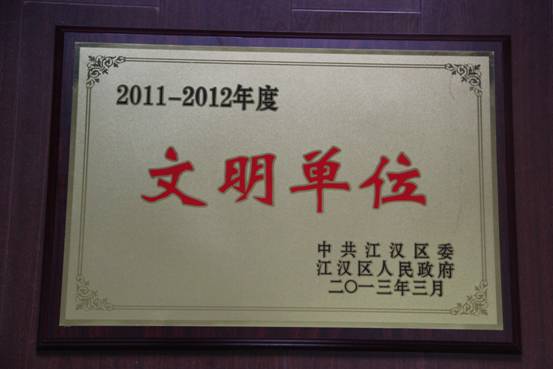 2011-2012年度
文明单位
中共江汉区委
江汉区人民政府
二〇一三年三月